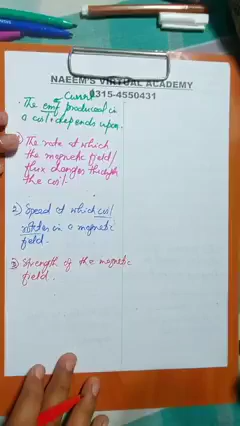 NAEEM'S VIRTUAL ACADEMY
0315-4550431
Current
The emf produced in
a coil depends upon.
① The rate at which
the magnetic field/
flux changes through
the coil.
2) Speed at which coil
rotates in a magnetic
field.
③ Strength of the magnetic
field.